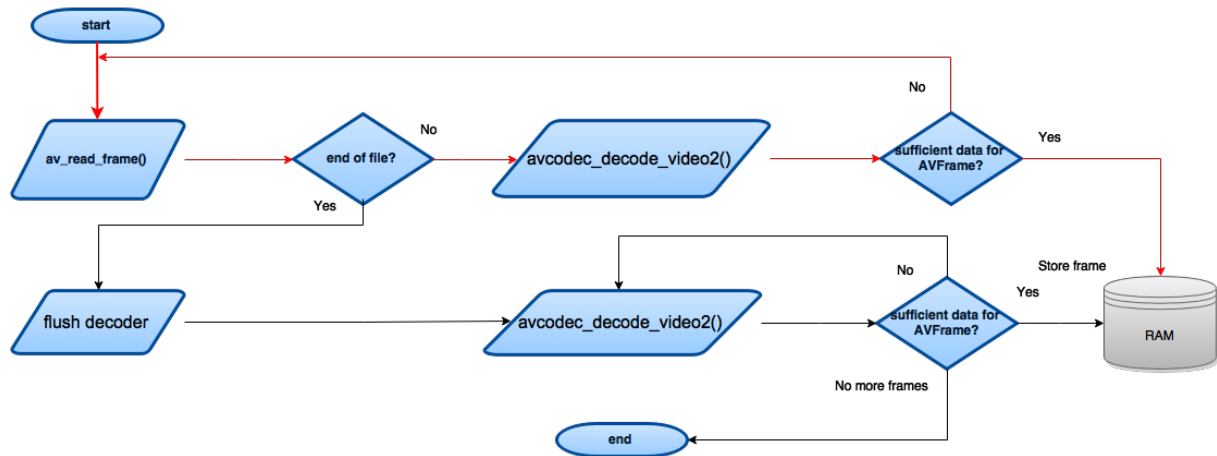 start
No
av_read_frame()
end of file?
No
avcodec_decode_video2()
sufficient data for
AVFrame?
Yes
Yes
Store frame
flush decoder
avcodec_decode_video2()
No
sufficient data for
AVFrame?
Yes
RAM
No more frames
end